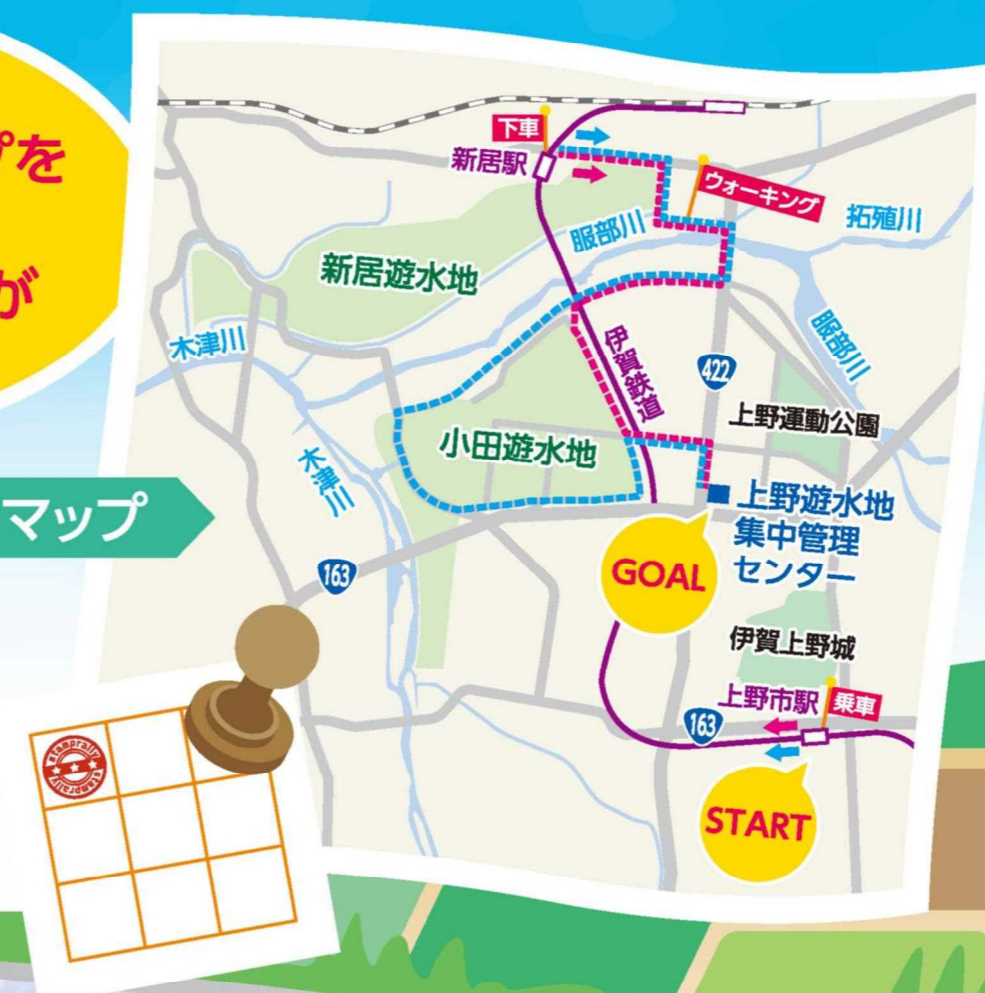 プを
が
マップ
下車
新居駅
ウォーキング
拓殖川
服部川
新居遊水地
木津川
服部川
伊賀鉄道
422
上野運動公園
小田遊水地
木津川
上野遊水地
集中管理
センター
163
GOAL
伊賀上野城
上野市駅
乗車
163
START
stamprally
stamprally